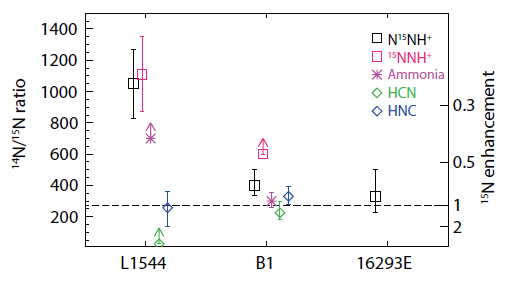 1400
1200
1000
800
600
400
200
¹⁴N/¹⁵N ratio
N¹⁵NH⁺
¹⁵NNH⁺
Ammonia
HCN
HNC
0.3
0.5
1
2
¹⁵N enhancement
L1544 B1 16293E